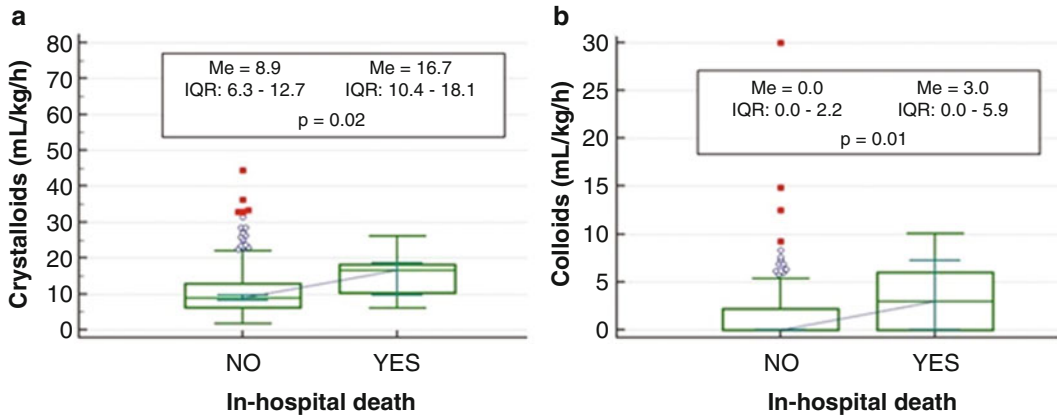 a
Crystalloids (mL/kg/h)
80
70
60
50
40
30
20
10
0
Me = 8.9 Me = 16.7
IQR: 6.3 - 12.7 IQR: 10.4 - 18.1
p = 0.02
NO YES
In-hospital death
b
Colloids (mL/kg/h)
30
25
20
15
10
5
0
Me = 0.0 Me = 3.0
IQR: 0.0 - 2.2 IQR: 0.0 - 5.9
p = 0.01
NO YES
In-hospital death